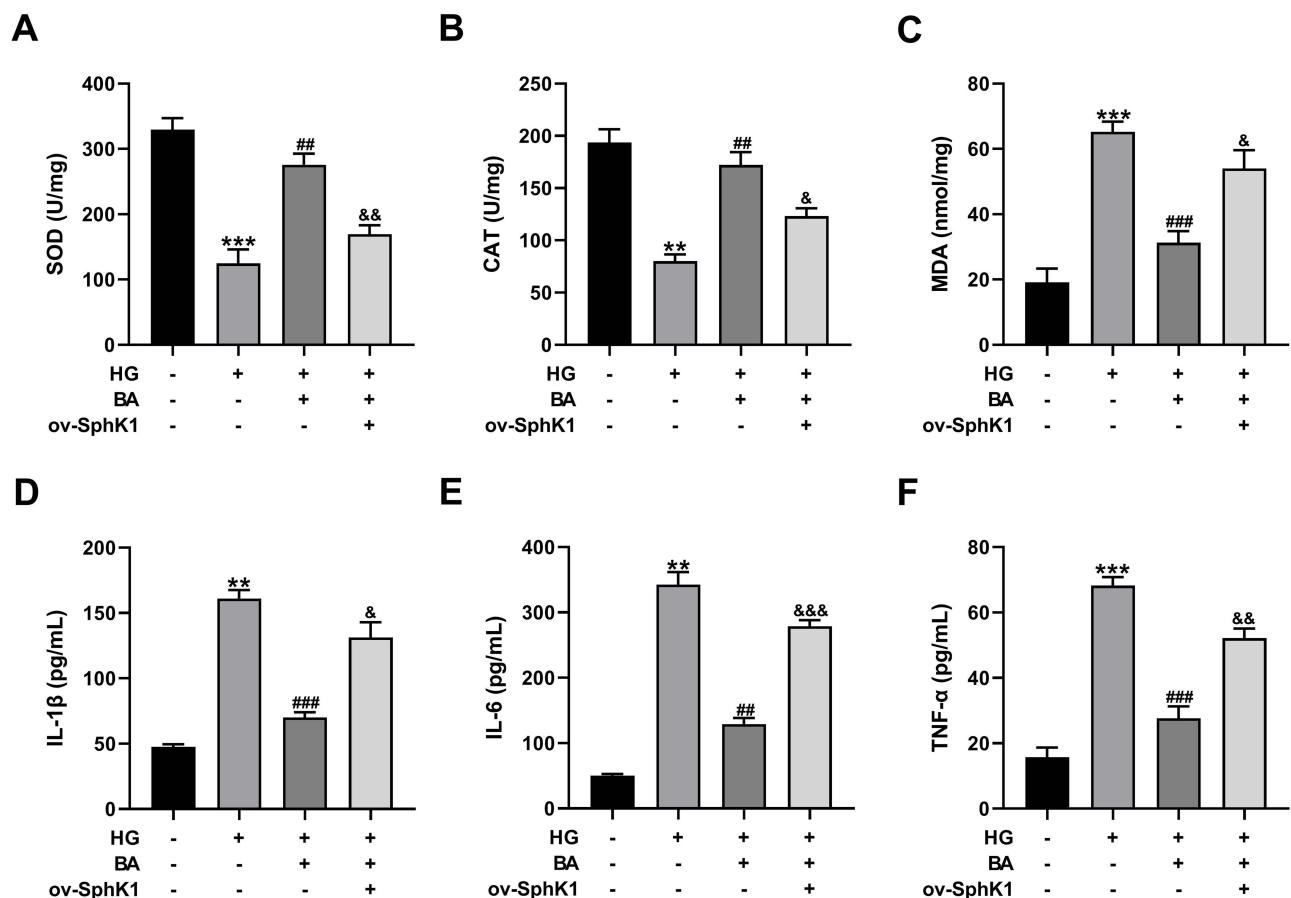 A
SOD (U/mg)
400
300
200
100
0
***
##
&&
HG - + + +
BA - - + +
ov-SphK1 - - - +
B
CAT (U/mg)
250
200
150
100
50
0
**
##
&
HG - + + +
BA - - + +
ov-SphK1 - - - +
C
MDA (nmol/mg)
80
60
40
20
0
***
###
&
HG - + + +
BA - - + +
ov-SphK1 - - - +
D
IL-1β (pg/mL)
200
150
100
50
0
**
###
&
HG - + + +
BA - - + +
ov-SphK1 - - - +
E
IL-6 (pg/mL)
400
300
200
100
0
**
##
&&&
HG - + + +
BA - - + +
ov-SphK1 - - - +
F
TNF-α (pg/mL)
80
60
40
20
0
***
###
&&
HG - + + +
BA - - + +
ov-SphK1 - - - +